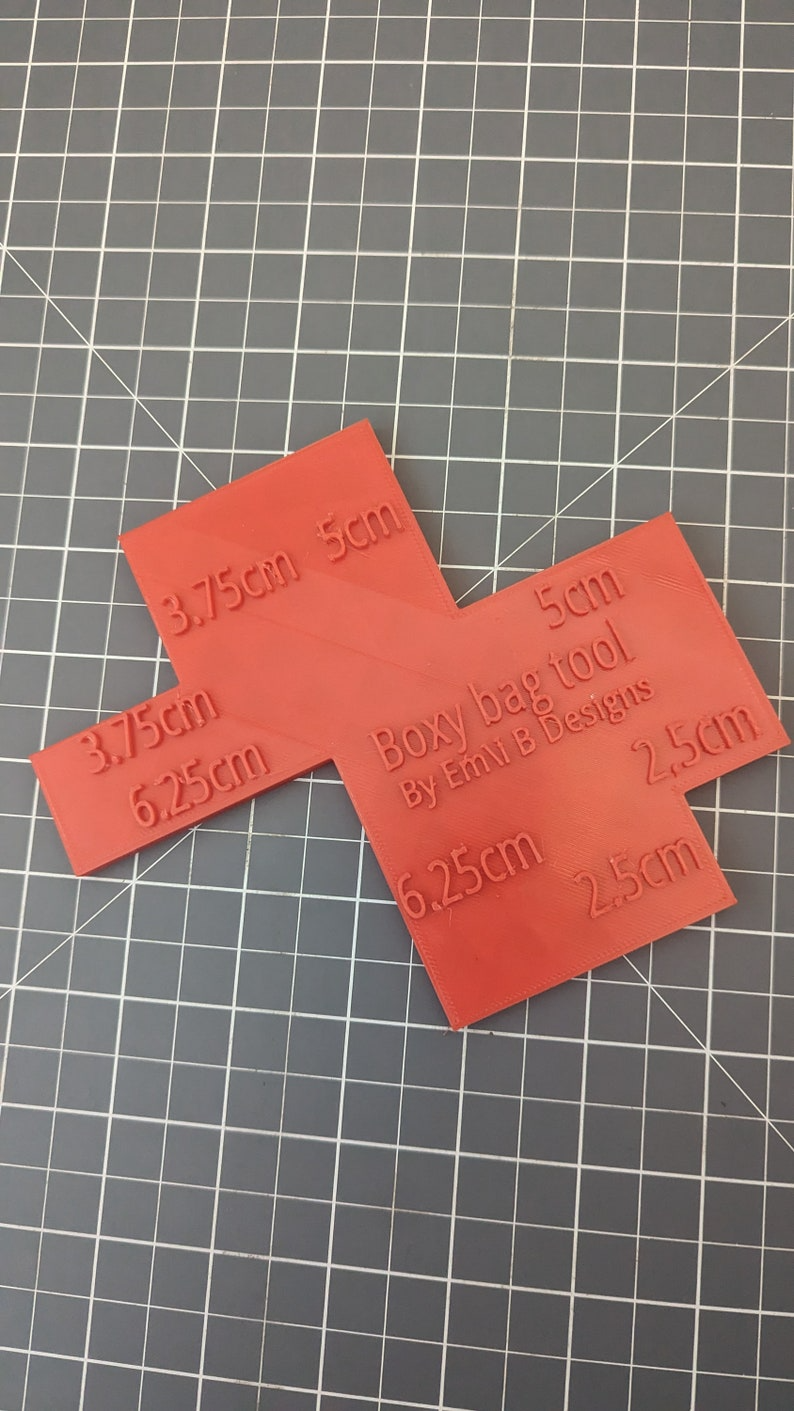 3.75cm 5cm
3.75cm
6.25cm
5cm
Boxy bag tool
By EmVi B Designs
2.5cm
6.25cm 2.5cm